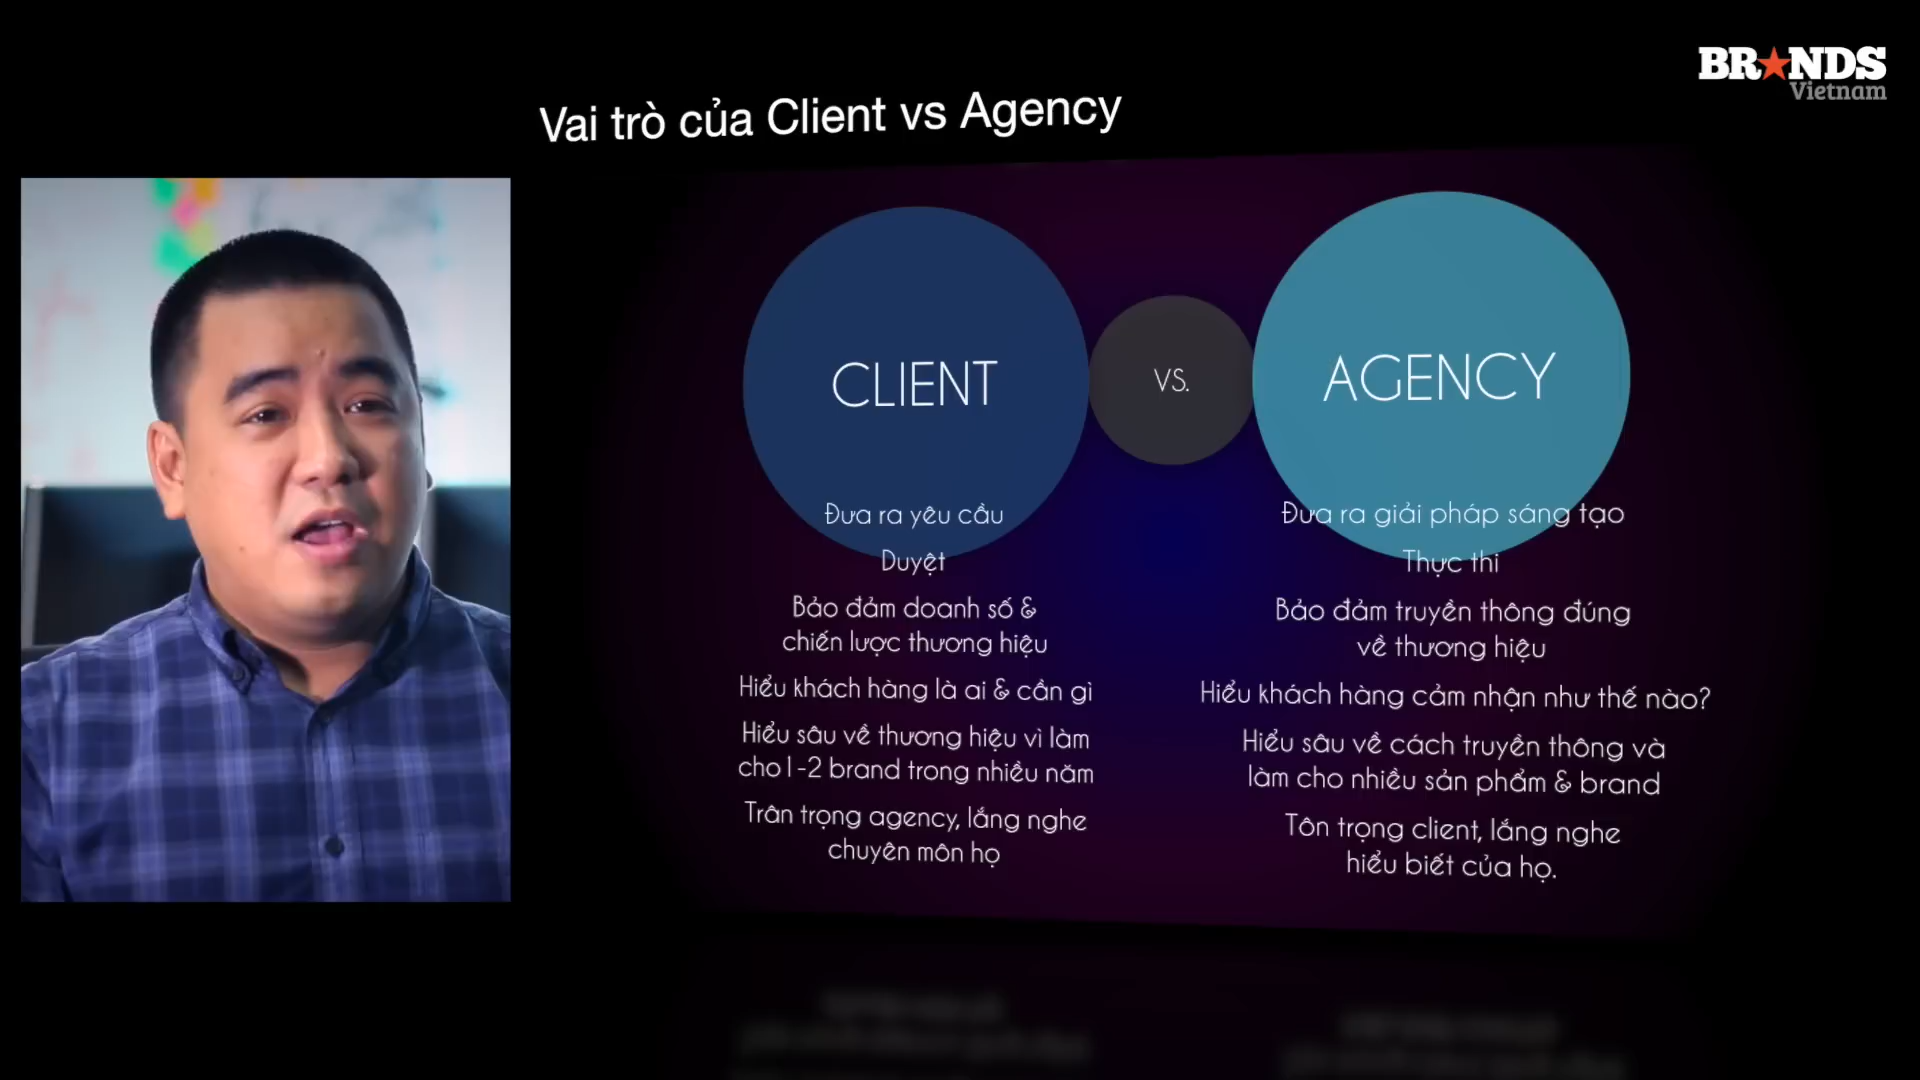 BR★NDS
Vietnam
Vai trò của Client vs Agency
CLIENT
VS.
AGENCY
Đưa ra yêu cầu
Duyệt
Bảo đảm doanh số &
chiến lược thương hiệu
Hiểu khách hàng là ai & cần gì
Hiểu sâu về thương hiệu vì làm
cho 1-2 brand trong nhiều năm
Trân trọng agency, lắng nghe
chuyên môn họ
Đưa ra giải pháp sáng tạo
Thực thi
Bảo đảm truyền thông đúng
về thương hiệu
Hiểu khách hàng cảm nhận như thế nào?
Hiểu sâu về cách truyền thông và
làm cho nhiều sản phẩm & brand
Tôn trọng client, lắng nghe
hiểu biết của họ.